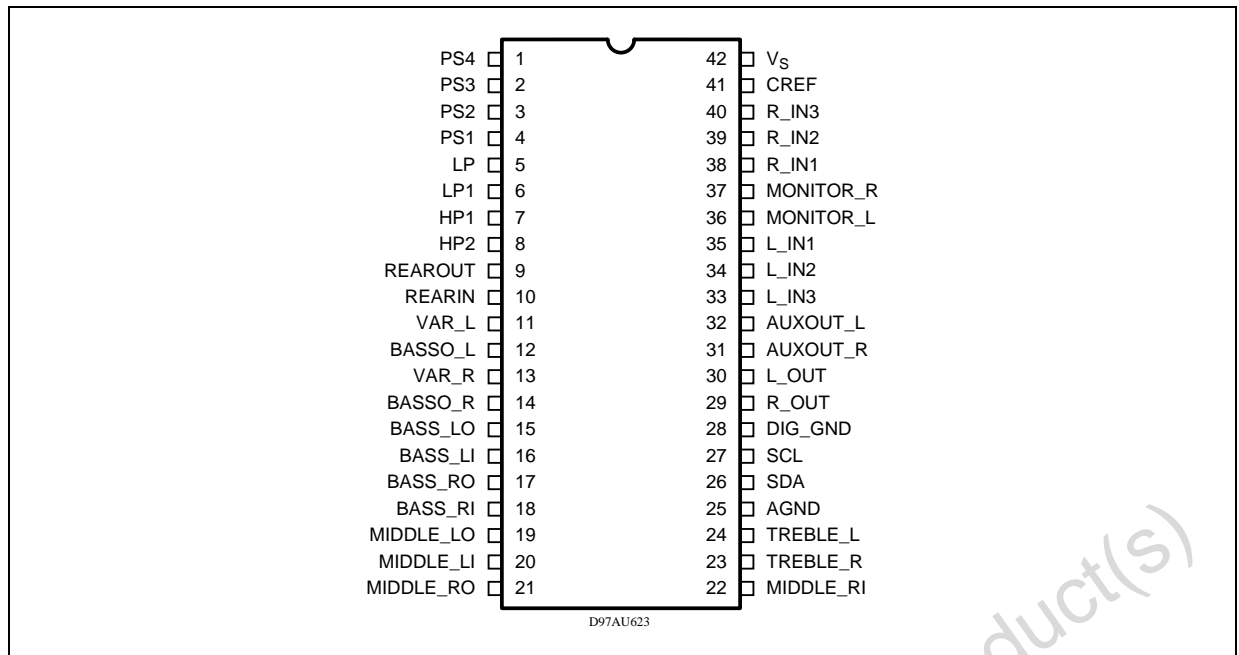 PS4 1 42 VS
PS3 2 41 CREF
PS2 3 40 R_IN3
PS1 4 39 R_IN2
LP 5 38 R_IN1
LP1 6 37 MONITOR_R
HP1 7 36 MONITOR_L
HP2 8 35 L_IN1
REAROUT 9 34 L_IN2
REARIN 10 33 L_IN3
VAR_L 11 32 AUXOUT_L
BASSO_L 12 31 AUXOUT_R
VAR_R 13 30 L_OUT
BASSO_R 14 29 R_OUT
BASS_LO 15 28 DIG_GND
BASS_LI 16 27 SCL
BASS_RO 17 26 SDA
BASS_RI 18 25 AGND
MIDDLE_LO 19 24 TREBLE_L
MIDDLE_LI 20 23 TREBLE_R
MIDDLE_RO 21 22 MIDDLE_RI
D97AU623